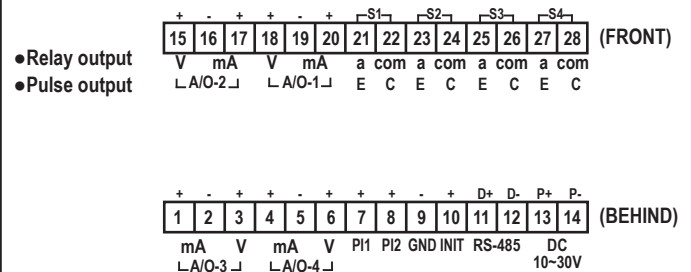 + - + + - + S1 S2 S3 S4
15 16 17 18 19 20 21 22 23 24 25 26 27 28 (FRONT)
●Relay output V mA V mA a com a com a com a com
●Pulse output A/O-2 A/O-1 E C E C E C E C
+ - + + - + + + - + D+ D- P+ P-
1 2 3 4 5 6 7 8 9 10 11 12 13 14 (BEHIND)
mA V mA V PI1 PI2 GND INIT RS-485 DC
A/O-3 A/O-4 10~30V